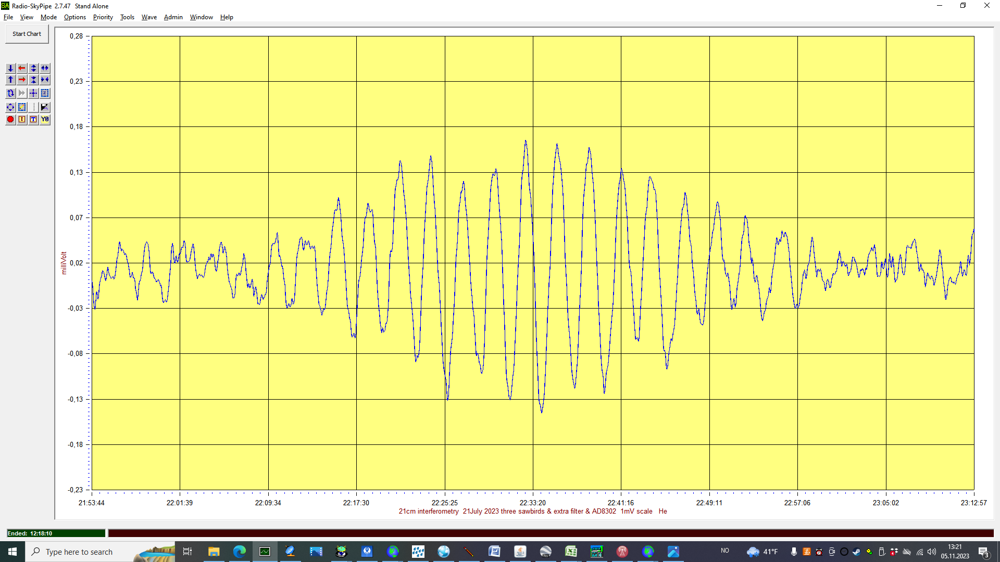 Radio-SkyPipe 2.7.47 Stand Alone
File View Mode Options Priority Tools Wave Admin Window Help
Start Chart
I T Y0
0,28
0,23
0,18
0,13
0,07
0,02
-0,03
-0,08
-0,13
-0,18
-0,23
milliVolt
21:53:44 22:01:39 22:09:34 22:17:30 22:25:25 22:33:20 22:41:16 22:49:11 22:57:06 23:05:02 23:12:57
21cm interferometry 21July 2023 three sawbirds & extra filter & AD8302 1mV scale He
Ended: 12:18:10
Type here to search
NO
41°F
13:21
05.11.2023
3